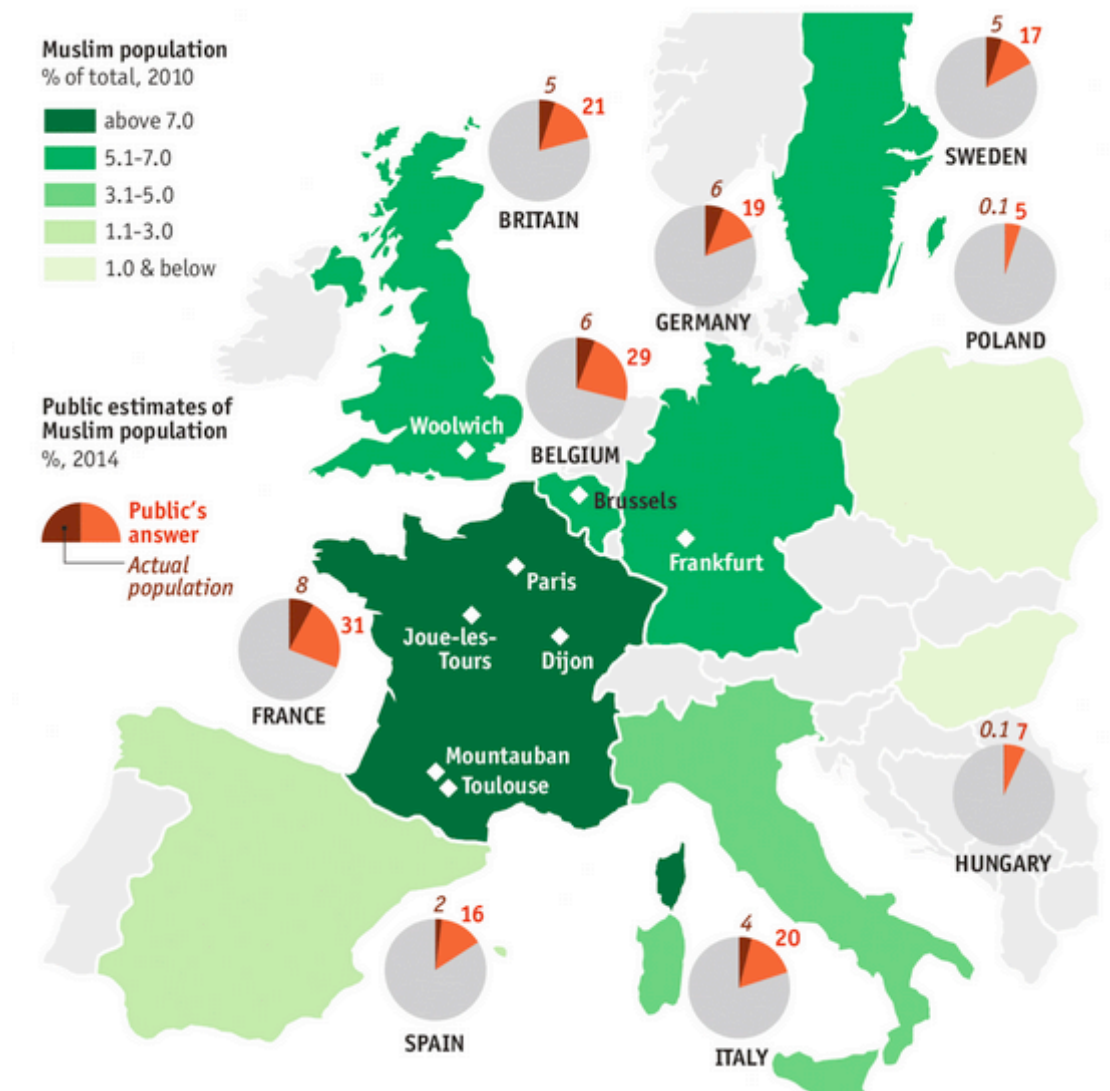 Muslim population
% of total, 2010
above 7.0
5.1-7.0
3.1-5.0
1.1-3.0
1.0 & below
5
21
BRITAIN
5
17
SWEDEN
6
19
GERMANY
0.1 5
POLAND
6
29
BELGIUM
Public estimates of
Muslim population
%, 2014
Public's
answer
Actual
population
Woolwich
Brussels
Frankfurt
Paris
Joue-les-
Tours
Dijon
8
31
FRANCE
Mountauban
Toulouse
0.1 7
HUNGARY
2
16
SPAIN
4
20
ITALY